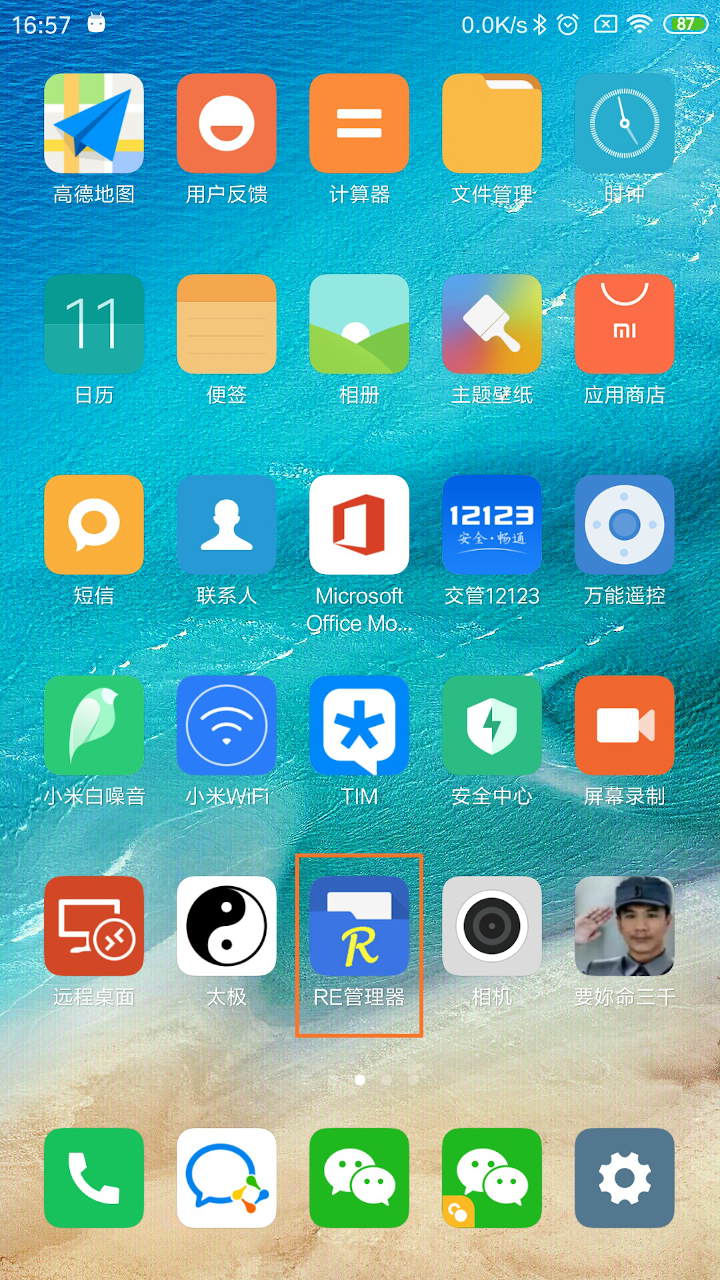 16:57
0.0K/s
87
高德地图
用户反馈
计算器
文件管理
时钟
11
日历
便签
相册
主题壁纸
MI
应用商店
12123
安全·畅通
短信
联系人
Microsoft
Office Mo...
交管12123
万能遥控
小米白噪音
小米WiFi
TIM
安全中心
屏幕录制
R
远程桌面
太极
RE管理器
相机
要妳命三千